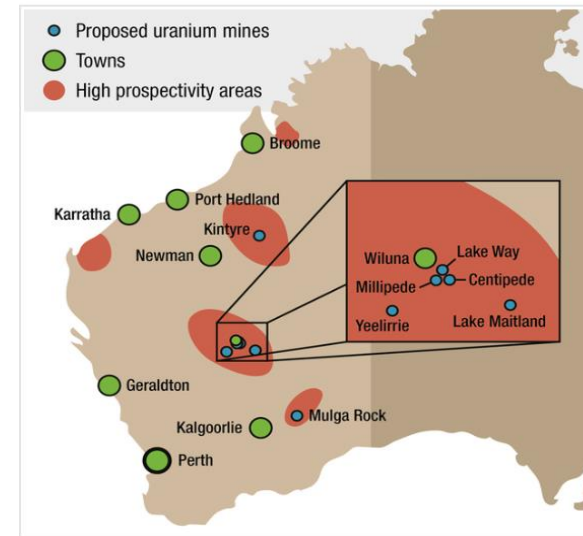 Proposed uranium mines
Towns
High prospectivity areas
Broome
Port Hedland
Karratha
Kintyre
Newman
Wiluna
Lake Way
Millipede
Centipede
Yeelirrie
Lake Maitland
Geraldton
Mulga Rock
Kalgoorlie
Perth